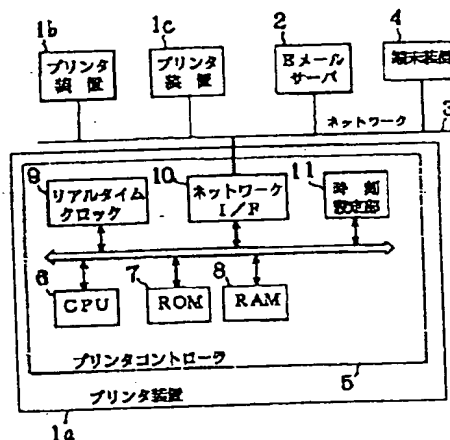 1b
1c
2
4
プリンタ
装置
プリンタ
装置
Eメール
サーバ
端末装置
ネットワーク
3
9
10
11
リアルタイム
クロック
ネットワーク
I/F
時刻
設定部
6
7
8
CPU
ROM
RAM
プリンタコントローラ
5
プリンタ装置
1a